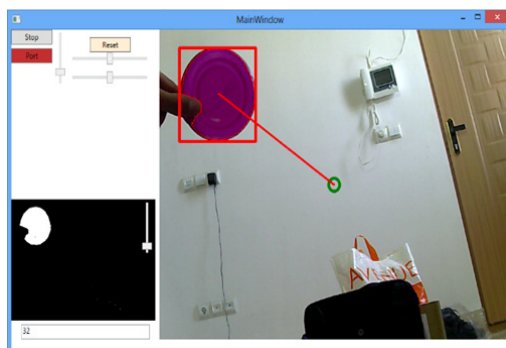 MainWindow
Stop
Reset
Port
AVENUE
32